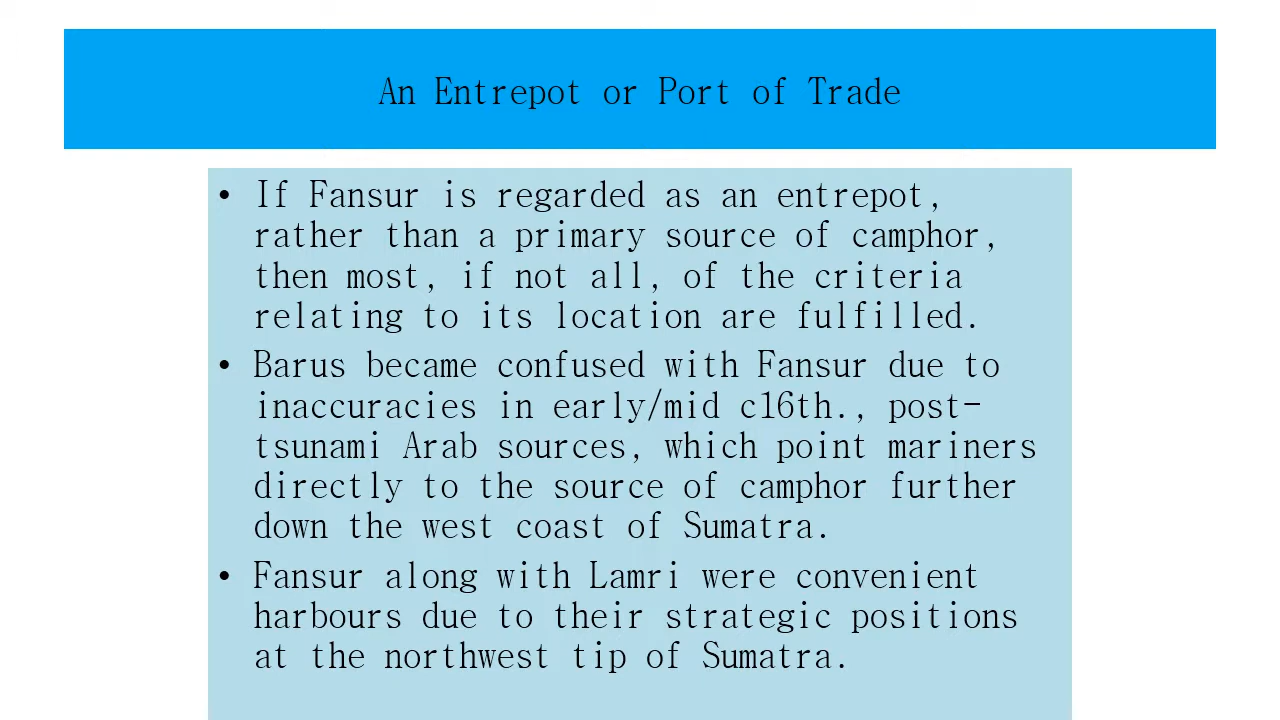 An Entrepot or Port of Trade
• If Fansur is regarded as an entrepot,
rather than a primary source of camphor,
then most, if not all, of the criteria
relating to its location are fulfilled.
• Barus became confused with Fansur due to
inaccuracies in early/mid c16th., post-
tsunami Arab sources, which point mariners
directly to the source of camphor further
down the west coast of Sumatra.
• Fansur along with Lamri were convenient
harbours due to their strategic positions
at the northwest tip of Sumatra.